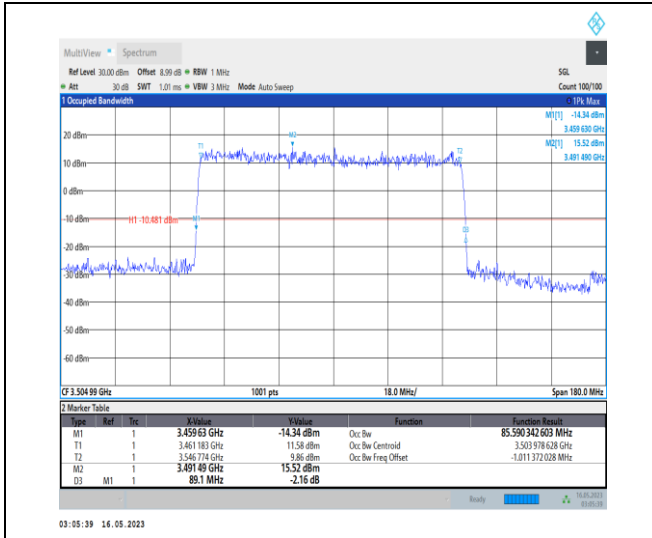 MultiView Spectrum
Ref Level 30.00 dBm Offset 8.99 dB RBW 1 MHz SGL
Att 30 dB SWT 1.01 ms VBW 3 MHz Mode Auto Sweep Count 100/100
1 Occupied Bandwidth 1Pk Max
M1[1] -14.34 dBm
3.459 630 GHz
M2[1] 15.52 dBm
3.491 490 GHz
20 dBm
M2
T1
T2
10 dBm
0 dBm
-10 dBm
H1 -10.481 dBm
M1
D3
-20 dBm
-30 dBm
-40 dBm
-50 dBm
-60 dBm
CF 3.504 99 GHz 1001 pts 18.0 MHz/ Span 180.0 MHz
2 Marker Table
Type Ref Trc X-Value Y-Value Function Function Result
M1 1 3.459 63 GHz -14.34 dBm Occ Bw 85.590 342 603 MHz
T1 1 3.461 183 GHz 11.58 dBm Occ Bw Centroid 3.503 978 628 GHz
T2 1 3.546 774 GHz 9.86 dBm Occ Bw Freq Offset -1.011 372 028 MHz
M2 1 3.491 49 GHz 15.52 dBm
D3 M1 1 89.1 MHz -2.16 dB
Ready 16.05.2023
03:05:39
03:05:39 16.05.2023